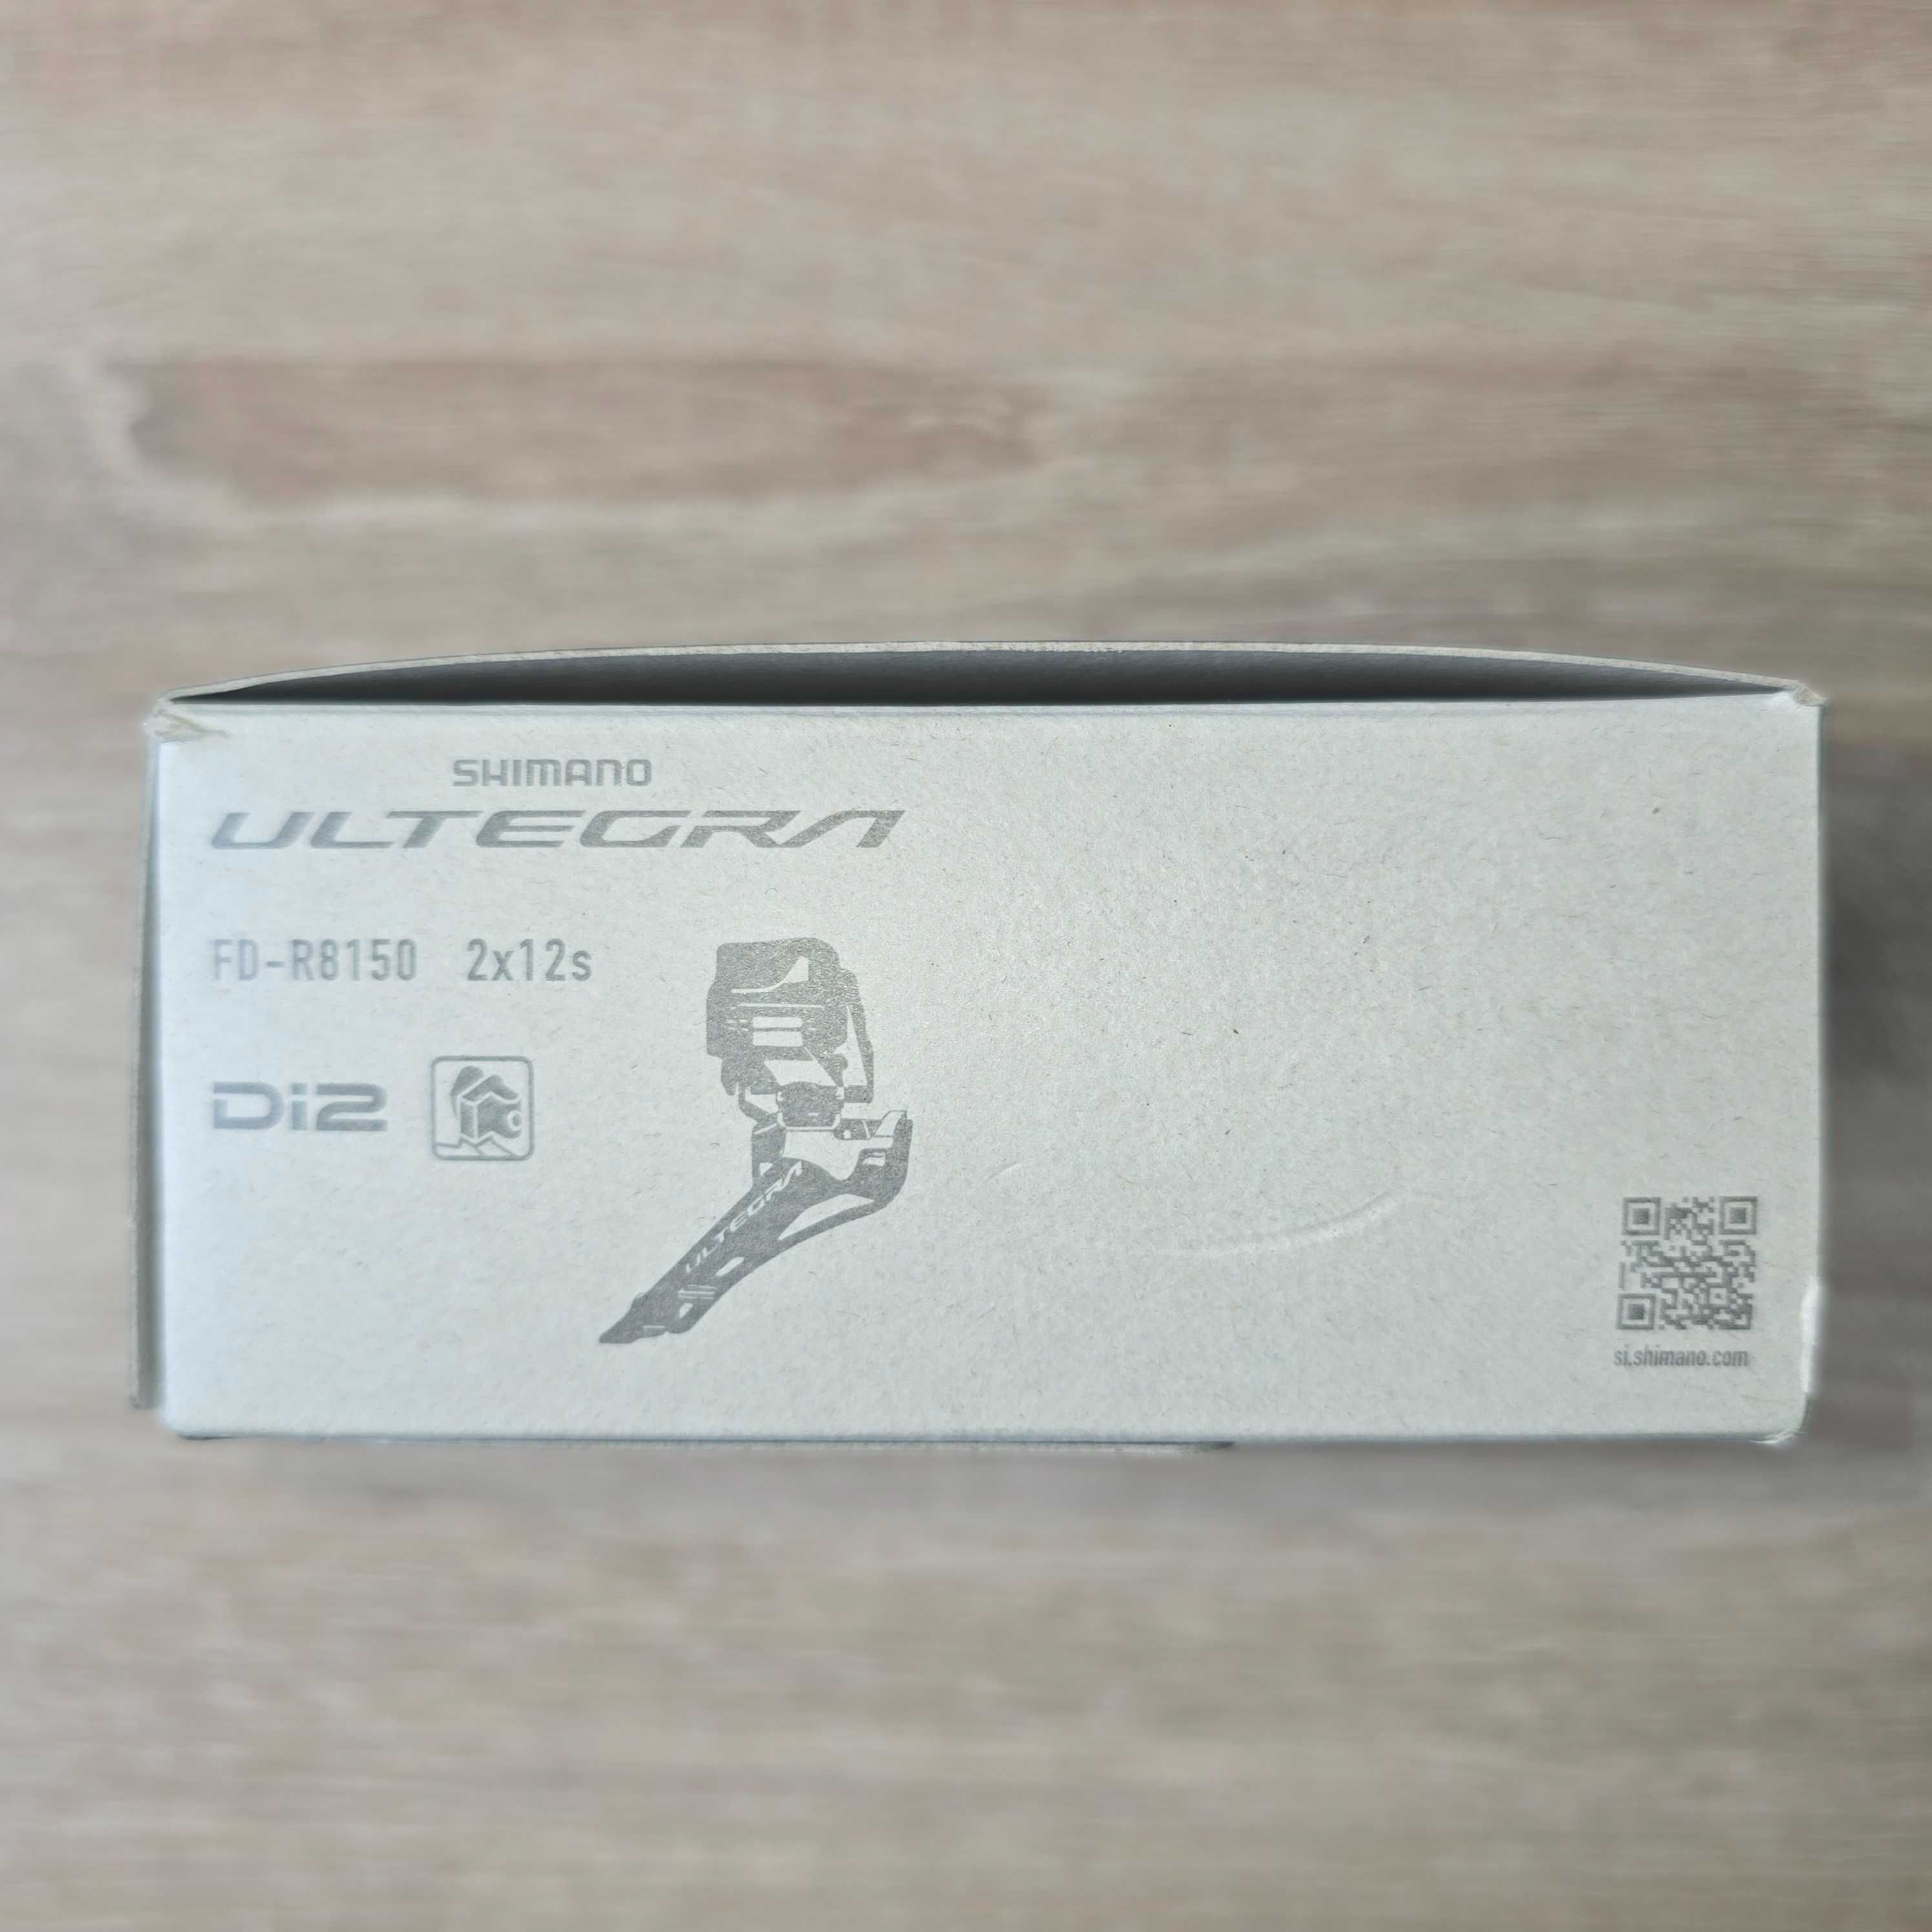 SHIMANO
ULTEGRA
FD-R8150 2x12s
Di2
ULTEGRA
si.shimano.com